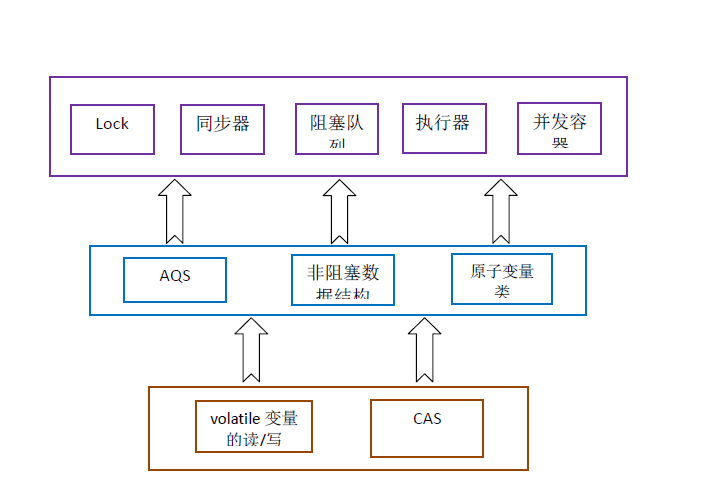 Lock
同步器
阻塞队
列
执行器
并发容
器
AQS
非阻塞数
据结构
原子变量
类
volatile 变量
的读/写
CAS